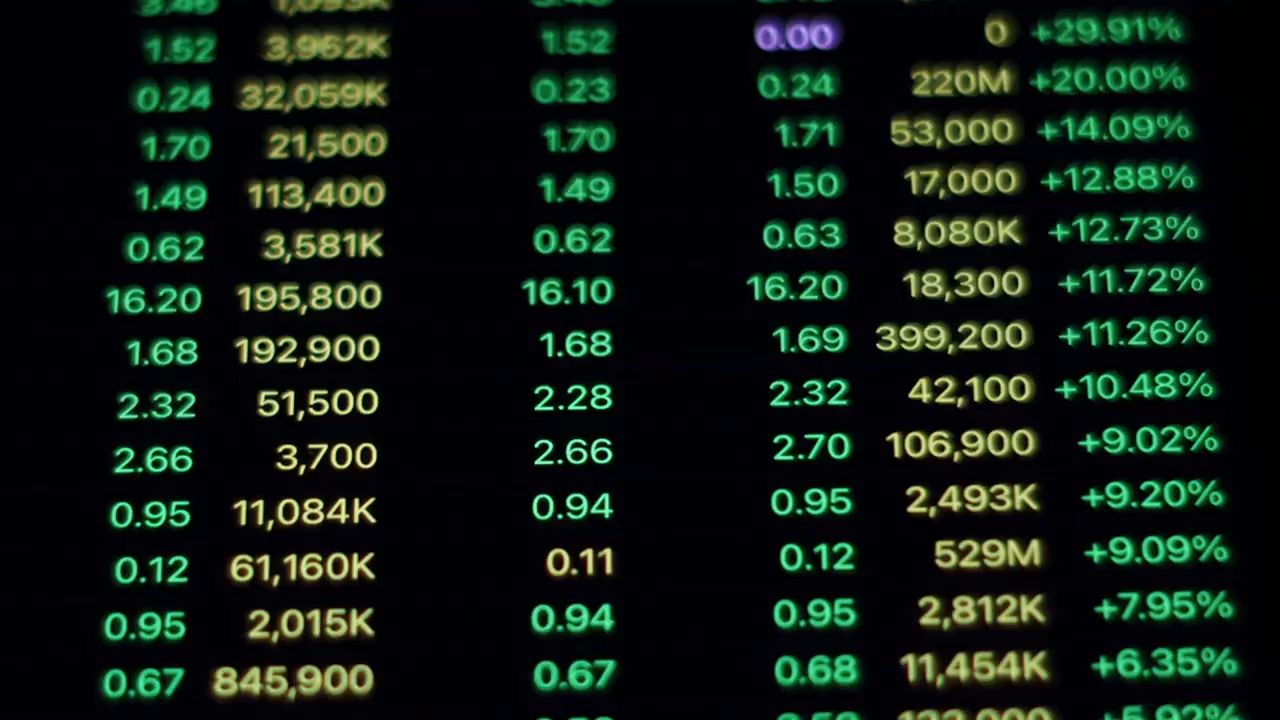 1.52 3,962K 1.52 0.00 0 +29.91%
0.24 32,059K 0.23 0.24 220M +20.00%
1.70 21,500 1.70 1.71 53,000 +14.09%
1.49 113,400 1.49 1.50 17,000 +12.88%
0.62 3,581K 0.62 0.63 8,080K +12.73%
16.20 195,800 16.10 16.20 18,300 +11.72%
1.68 192,900 1.68 1.69 399,200 +11.26%
2.32 51,500 2.28 2.32 42,100 +10.48%
2.66 3,700 2.66 2.70 106,900 +9.02%
0.95 11,084K 0.94 0.95 2,493K +9.20%
0.12 61,160K 0.11 0.12 529M +9.09%
0.95 2,015K 0.94 0.95 2,812K +7.95%
0.67 845,900 0.67 0.68 11,454K +6.35%